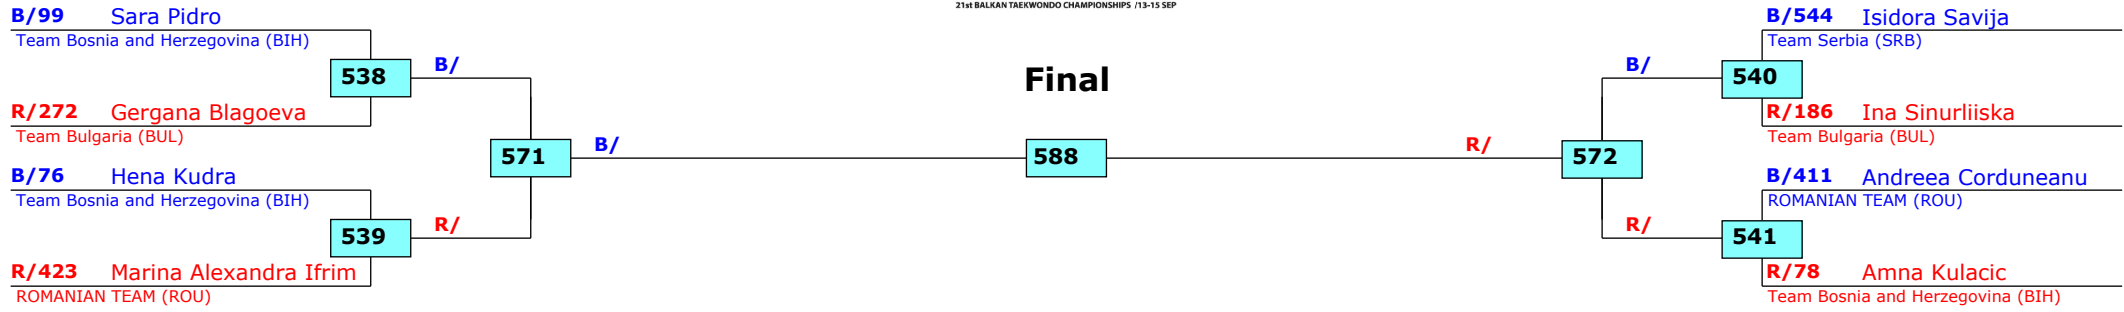 21st BALKAN TAEKWONDO CHAMPIONSHIPS /13-15 SEP
B/99 Sara Pidro
Team Bosnia and Herzegovina (BIH)
538
B/
R/272 Gergana Blagoeva
Team Bulgaria (BUL)
571
B/
B/76 Hena Kudra
Team Bosnia and Herzegovina (BIH)
539
R/
R/423 Marina Alexandra Ifrim
ROMANIAN TEAM (ROU)
Final
588
B/544 Isidora Savija
Team Serbia (SRB)
B/
540
R/186 Ina Sinurliiska
Team Bulgaria (BUL)
R/
572
B/411 Andreea Corduneanu
ROMANIAN TEAM (ROU)
R/
541
R/78 Amna Kulacic
Team Bosnia and Herzegovina (BIH)